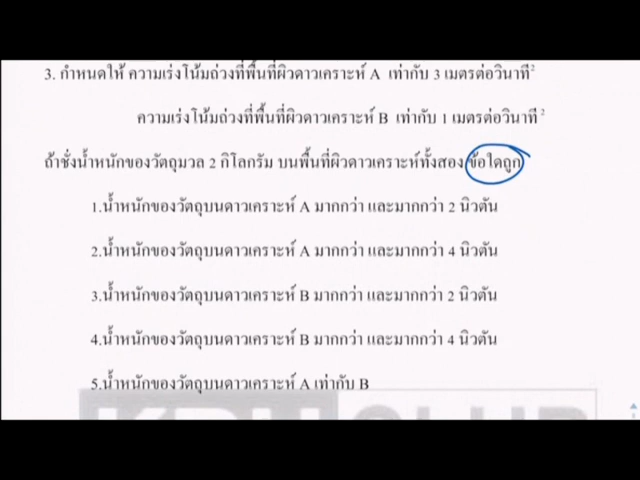 3. กำหนดให้ ความเร่งโน้มถ่วงที่พื้นที่ผิวดาวเคราะห์ A เท่ากับ 3 เมตรต่อวินาที²
ความเร่งโน้มถ่วงที่พื้นที่ผิวดาวเคราะห์ B เท่ากับ 1 เมตรต่อวินาที ²
ถ้าชั่งน้ำหนักของวัตถุมวล 2 กิโลกรัม บนพื้นที่ผิวดาวเคราะห์ทั้งสอง ข้อใดถูก
1.น้ำหนักของวัตถุบนดาวเคราะห์ A มากกว่า และมากกว่า 2 นิวตัน
2.น้ำหนักของวัตถุบนดาวเคราะห์ A มากกว่า และมากกว่า 4 นิวตัน
3.น้ำหนักของวัตถุบนดาวเคราะห์ B มากกว่า และมากกว่า 2 นิวตัน
4.น้ำหนักของวัตถุบนดาวเคราะห์ B มากกว่า และมากกว่า 4 นิวตัน
5.น้ำหนักของวัตถุบนดาวเคราะห์ A เท่ากับ B